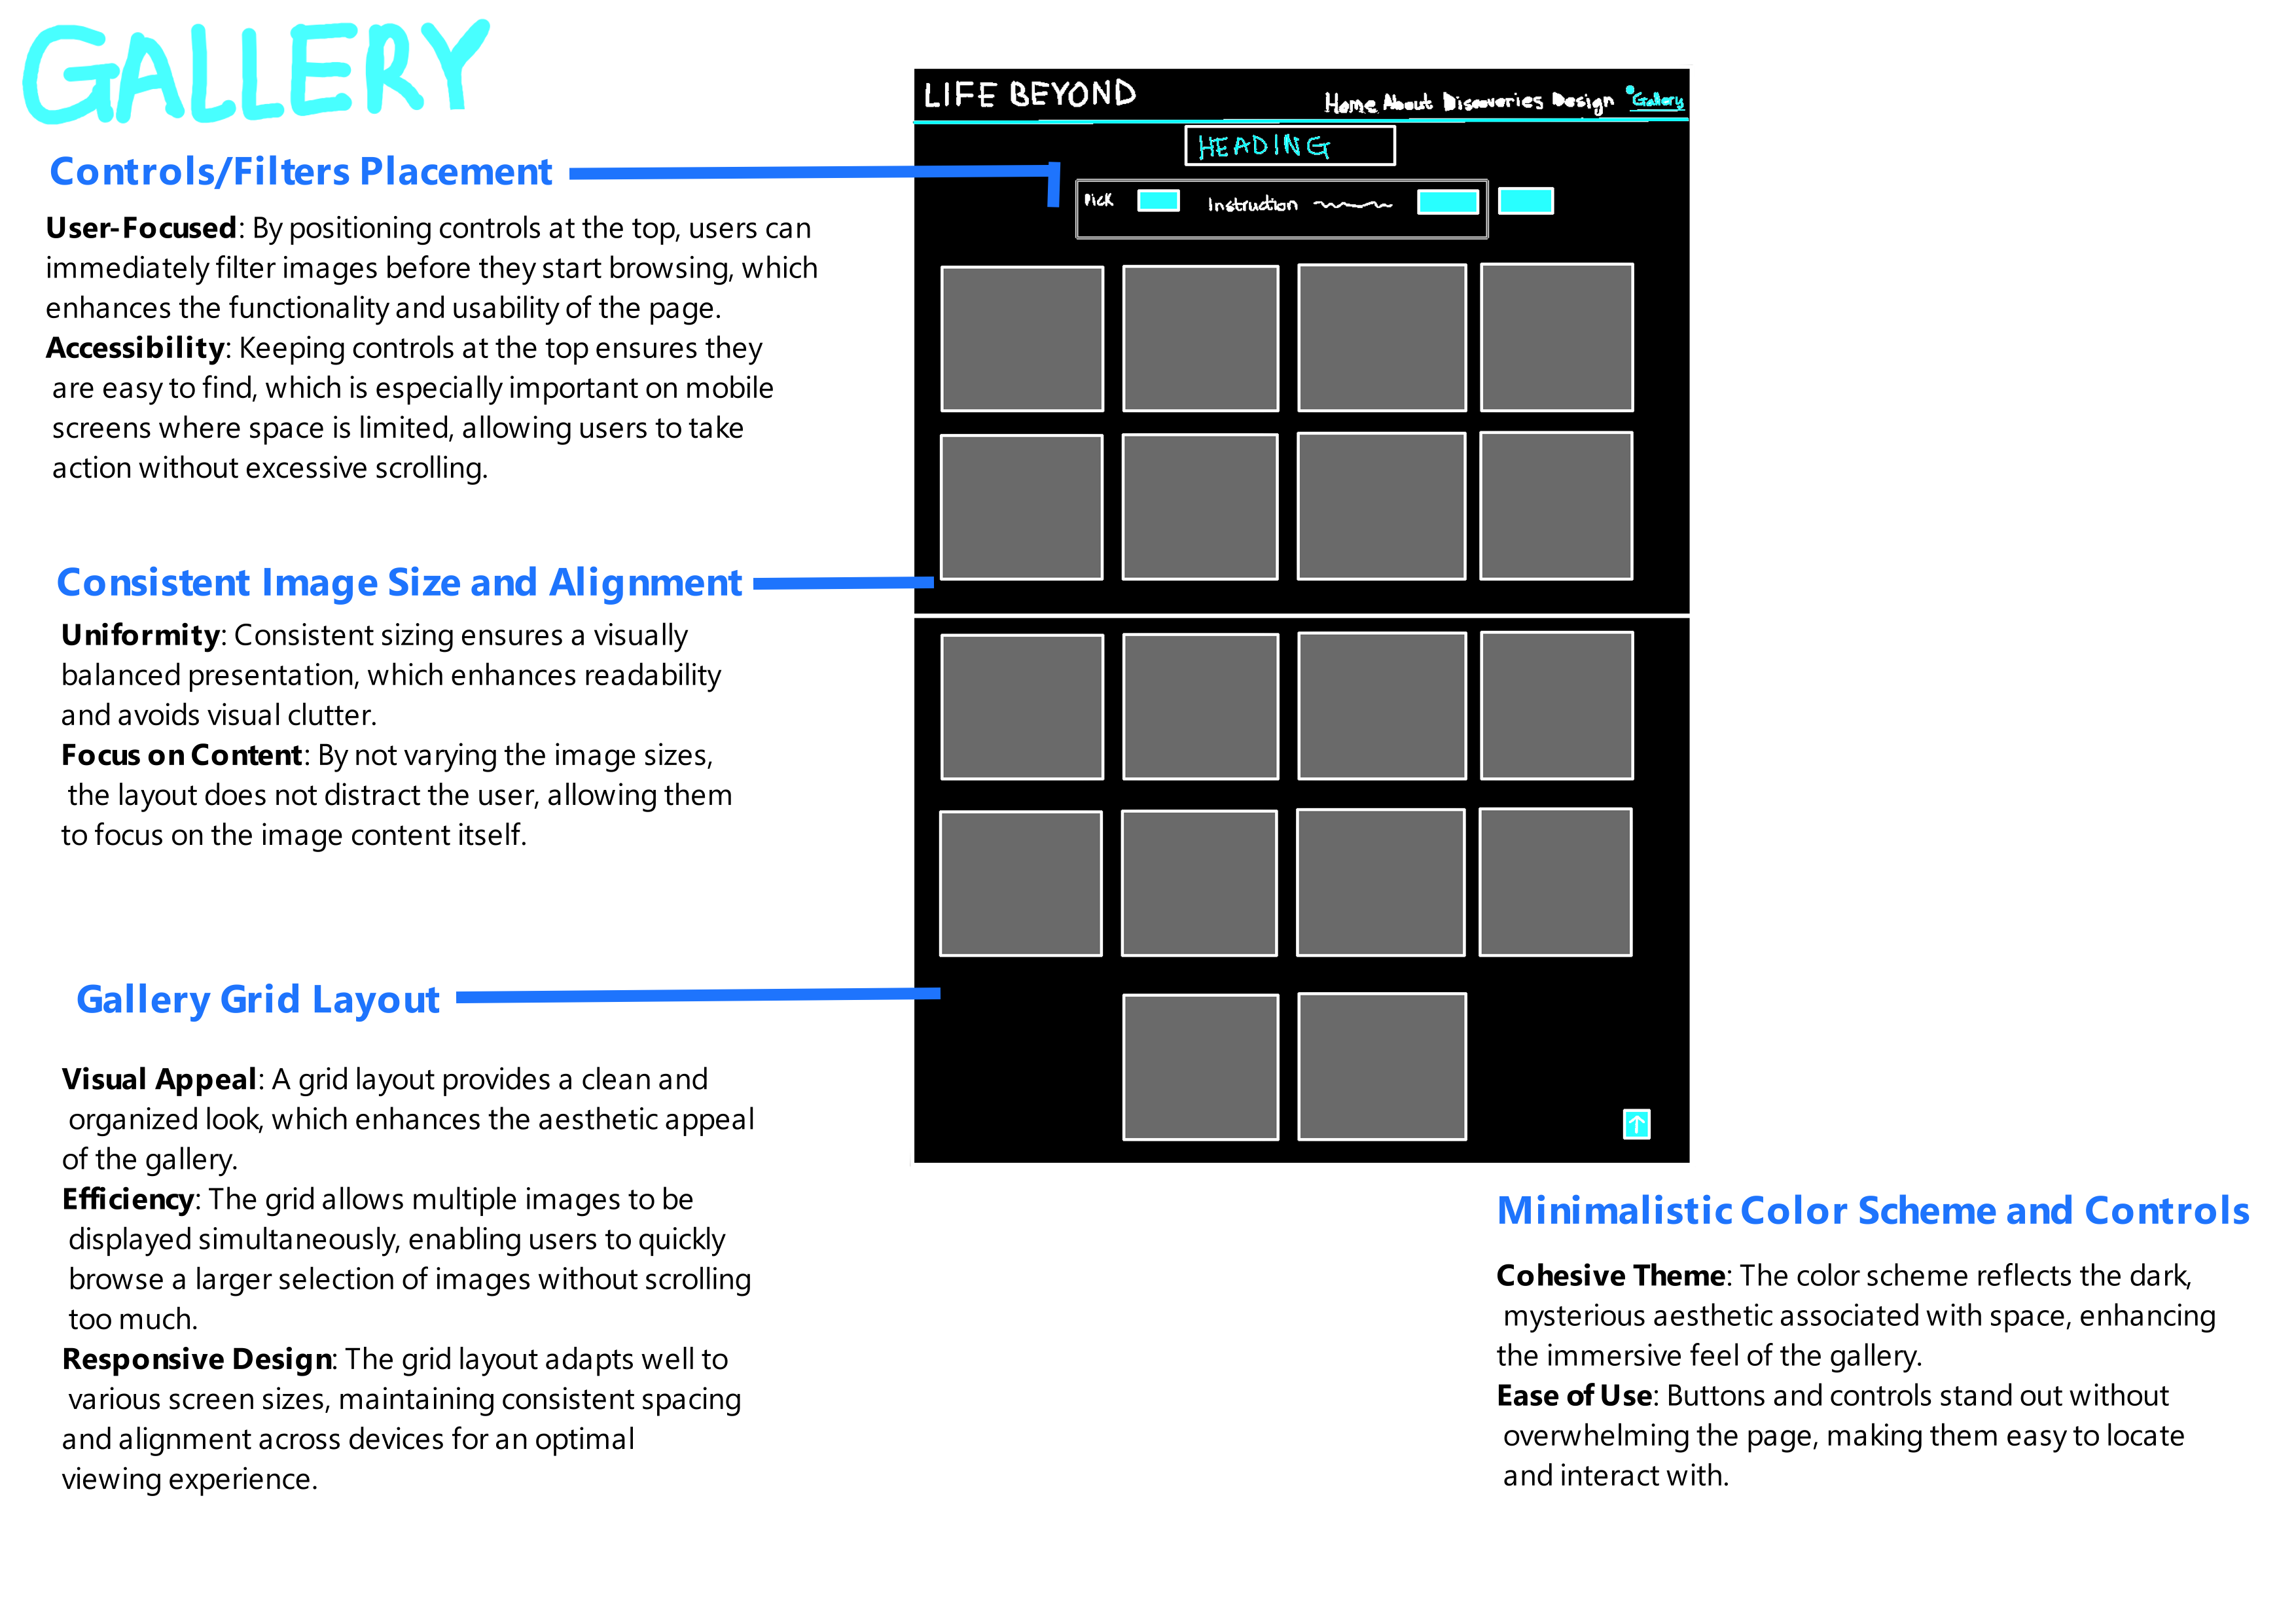 GALLERY
LIFE BEYOND
Home About Discoveries Design Gallery
HEADING
Pick Instruction
Controls/Filters Placement
User-Focused: By positioning controls at the top, users can
immediately filter images before they start browsing, which
enhances the functionality and usability of the page.
Accessibility: Keeping controls at the top ensures they
are easy to find, which is especially important on mobile
screens where space is limited, allowing users to take
action without excessive scrolling.
Consistent Image Size and Alignment
Uniformity: Consistent sizing ensures a visually
balanced presentation, which enhances readability
and avoids visual clutter.
Focus on Content: By not varying the image sizes,
the layout does not distract the user, allowing them
to focus on the image content itself.
Gallery Grid Layout
Visual Appeal: A grid layout provides a clean and
organized look, which enhances the aesthetic appeal
of the gallery.
Efficiency: The grid allows multiple images to be
displayed simultaneously, enabling users to quickly
browse a larger selection of images without scrolling
too much.
Responsive Design: The grid layout adapts well to
various screen sizes, maintaining consistent spacing
and alignment across devices for an optimal
viewing experience.
Minimalistic Color Scheme and Controls
Cohesive Theme: The color scheme reflects the dark,
mysterious aesthetic associated with space, enhancing
the immersive feel of the gallery.
Ease of Use: Buttons and controls stand out without
overwhelming the page, making them easy to locate
and interact with.